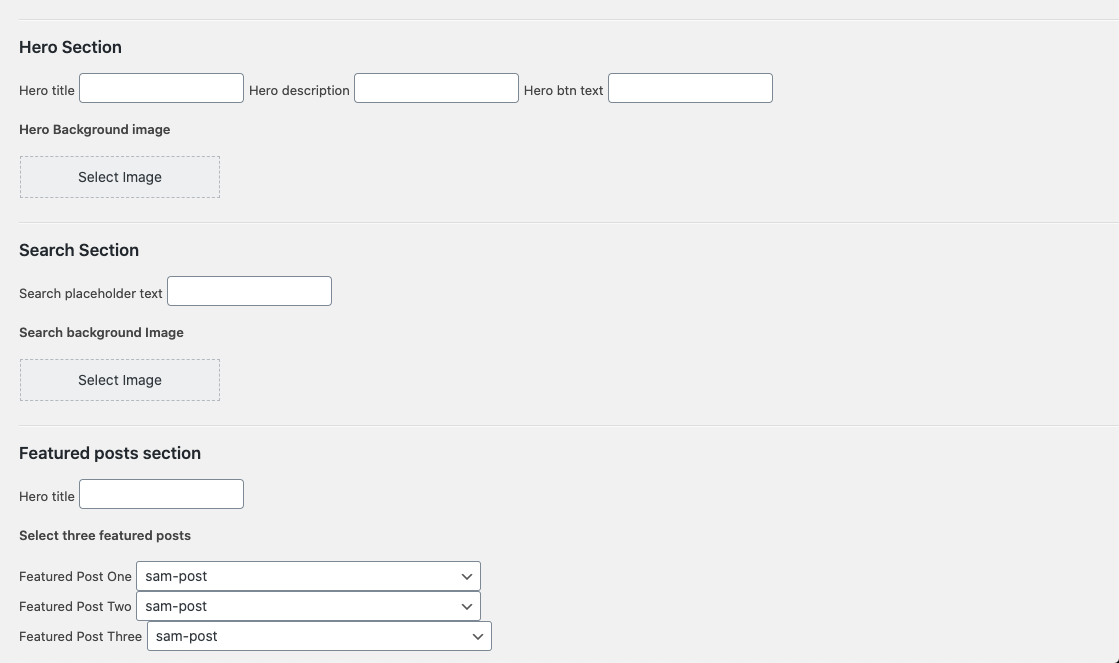 Hero Section
Hero title Hero description Hero btn text
Hero Background image
Select Image
Search Section
Search placeholder text
Search background Image
Select Image
Featured posts section
Hero title
Select three featured posts
Featured Post One sam-post
Featured Post Two sam-post
Featured Post Three sam-post